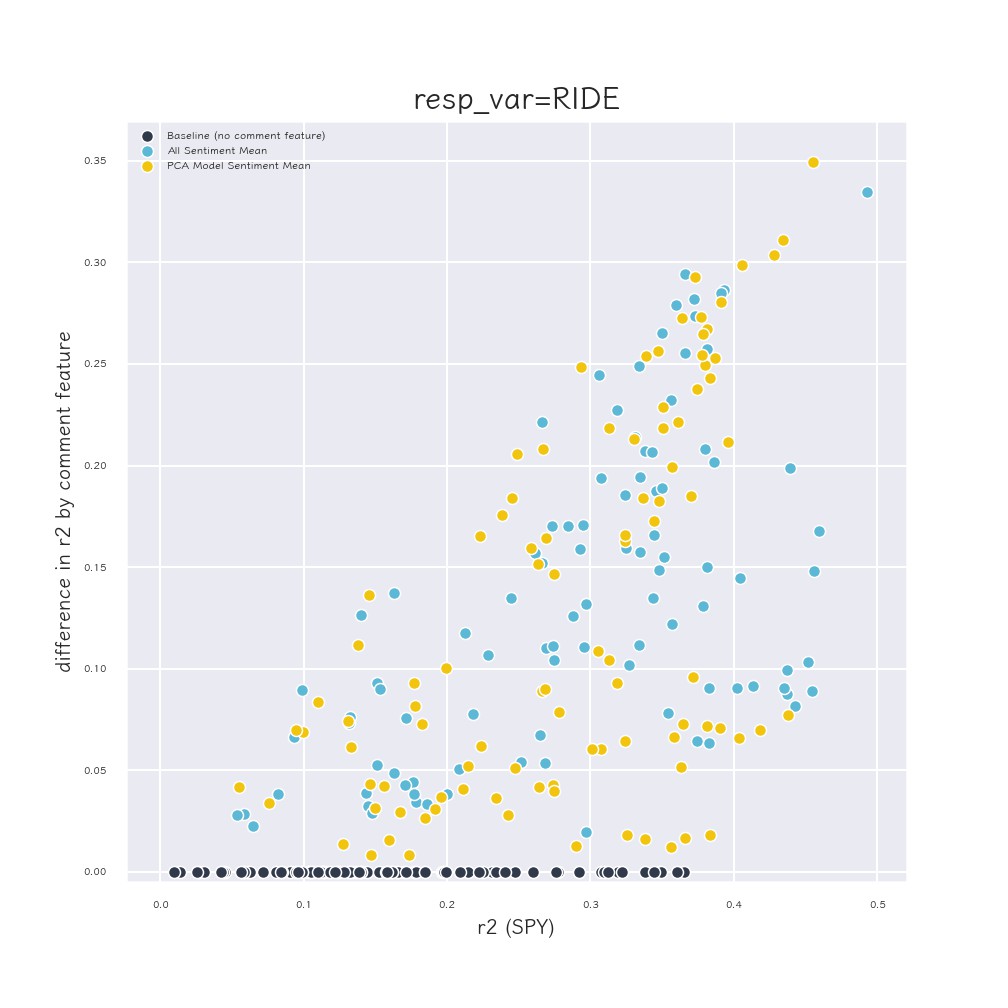 resp_var=RIDE
Baseline (no comment feature)
All Sentiment Mean
PCA Model Sentiment Mean
difference in r2 by comment feature
0.35
0.30
0.25
0.20
0.15
0.10
0.05
0.00
0.0 0.1 0.2 0.3 0.4 0.5
r2 (SPY)